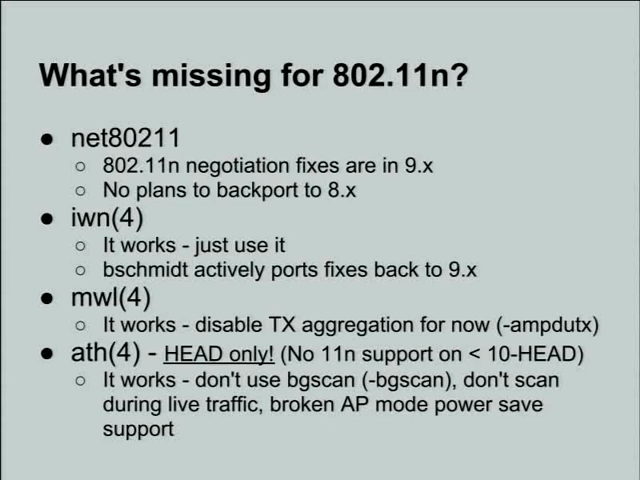 What's missing for 802.11n?
● net80211
○ 802.11n negotiation fixes are in 9.x
○ No plans to backport to 8.x
● iwn(4)
○ It works - just use it
○ bschmidt actively ports fixes back to 9.x
● mwl(4)
○ It works - disable TX aggregation for now (-ampdutx)
● ath(4) - HEAD only! (No 11n support on < 10-HEAD)
○ It works - don't use bgscan (-bgscan), don't scan
during live traffic, broken AP mode power save
support